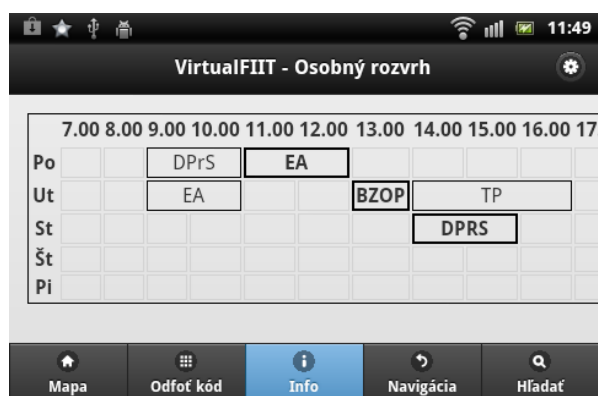 11:49
VirtualFIIT - Osobný rozvrh
7.00 8.00 9.00 10.00 11.00 12.00 13.00 14.00 15.00 16.00 17
Po DPrS EA
Ut EA BZOP TP
St DPRS
Št
Pi
Mapa Odfoť kód Info Navigácia Hľadať